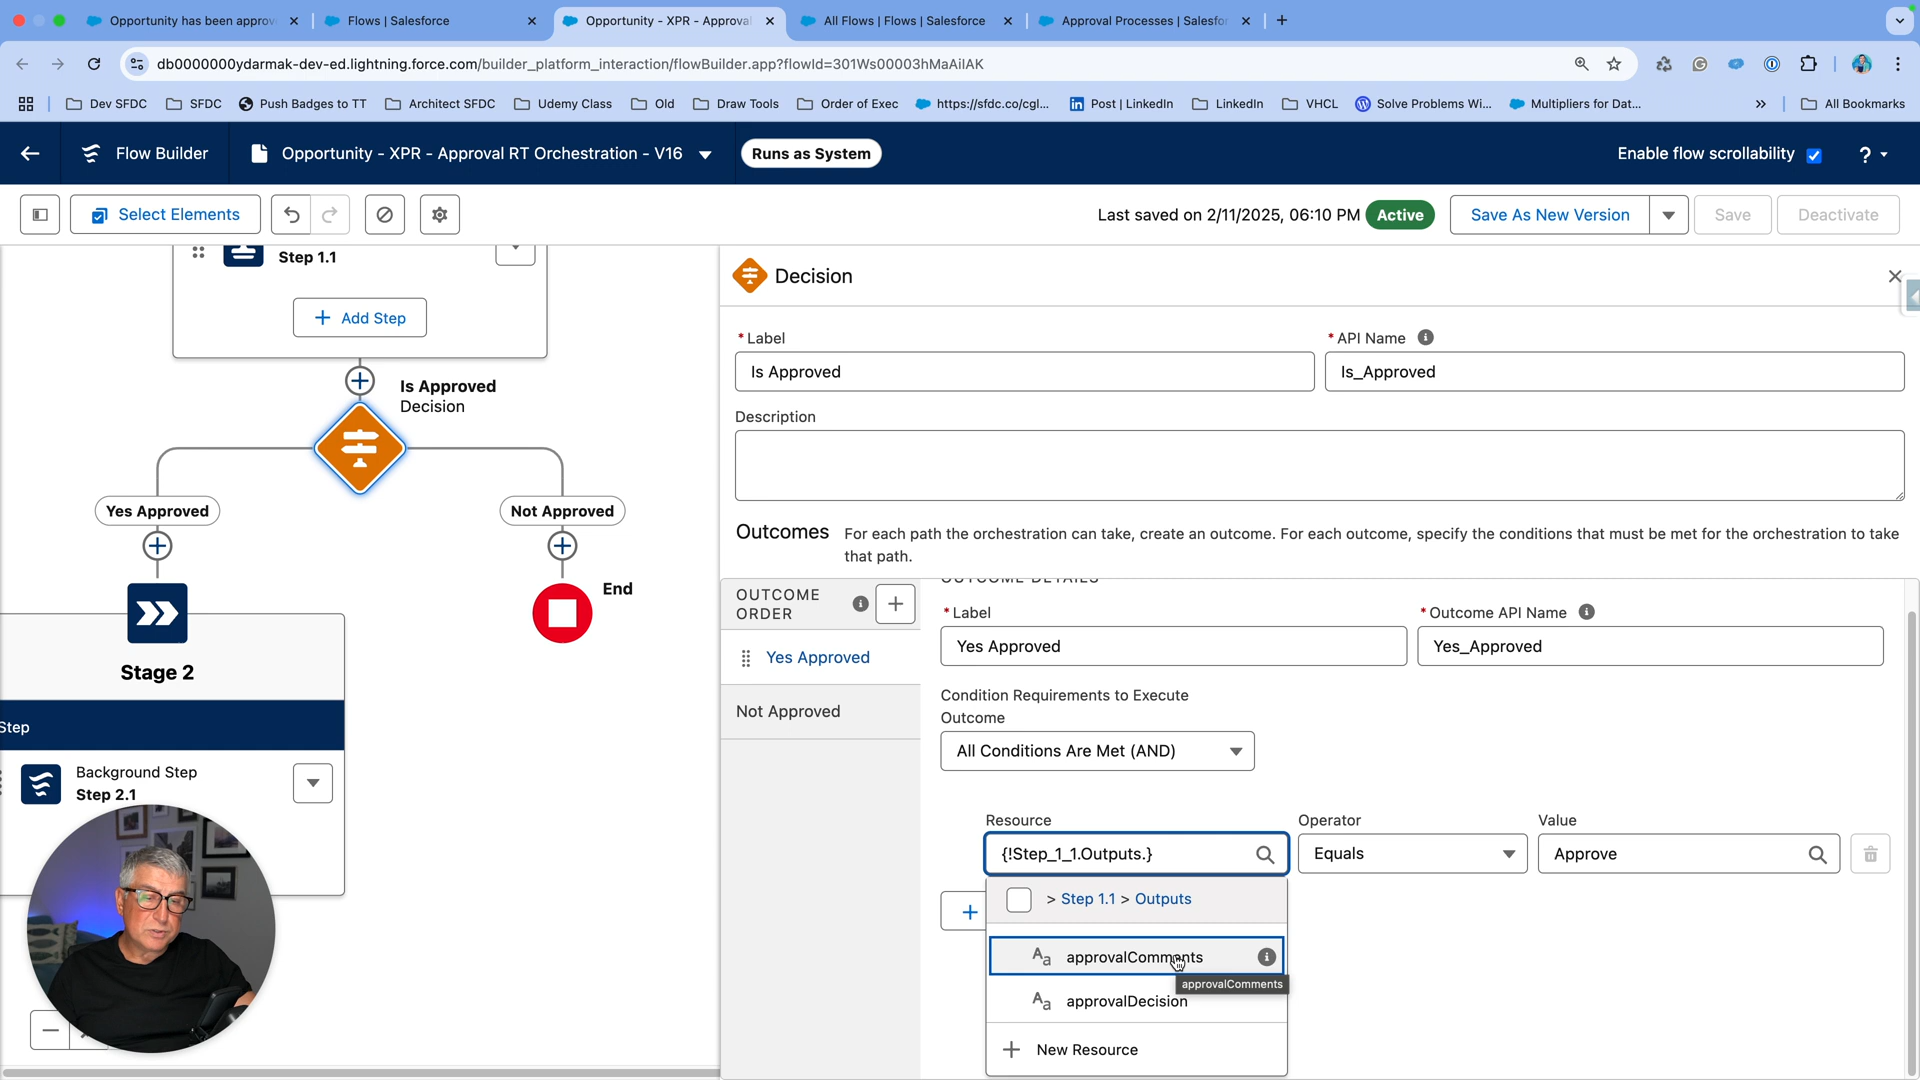 Opportunity has been approv
Flows | Salesforce
Opportunity - XPR - Approval
All Flows | Flows | Salesforce
Approval Processes | Salesfor
db0000000ydarmak-dev-ed.lightning.force.com/builder_platform_interaction/flowBuilder.app?flowId=301Ws00003hMaAiIAK
Dev SFDC
SFDC
Push Badges to TT
Architect SFDC
Udemy Class
Old
Draw Tools
Order of Exec
https://sfdc.co/cgl...
Post | LinkedIn
LinkedIn
VHCL
Solve Problems Wi...
Multipliers for Dat...
All Bookmarks
Flow Builder
Opportunity - XPR - Approval RT Orchestration - V16
Runs as System
Enable flow scrollability
Select Elements
Last saved on 2/11/2025, 06:10 PM
Active
Save As New Version
Save
Deactivate
Step 1.1
Add Step
Is Approved
Decision
Yes Approved
Not Approved
End
Stage 2
Step
Background Step
Step 2.1
Decision
* Label
Is Approved
* API Name
Is_Approved
Description
Outcomes
For each path the orchestration can take, create an outcome. For each outcome, specify the conditions that must be met for the orchestration to take
that path.
OUTCOME
ORDER
Yes Approved
Not Approved
OUTCOME DETAILS
* Label
Yes Approved
* Outcome API Name
Yes_Approved
Condition Requirements to Execute
Outcome
All Conditions Are Met (AND)
Resource
Operator
Value
{!Step_1_1.Outputs.}
Equals
Approve
> Step 1.1 > Outputs
approvalComments
approvalComments
approvalDecision
New Resource